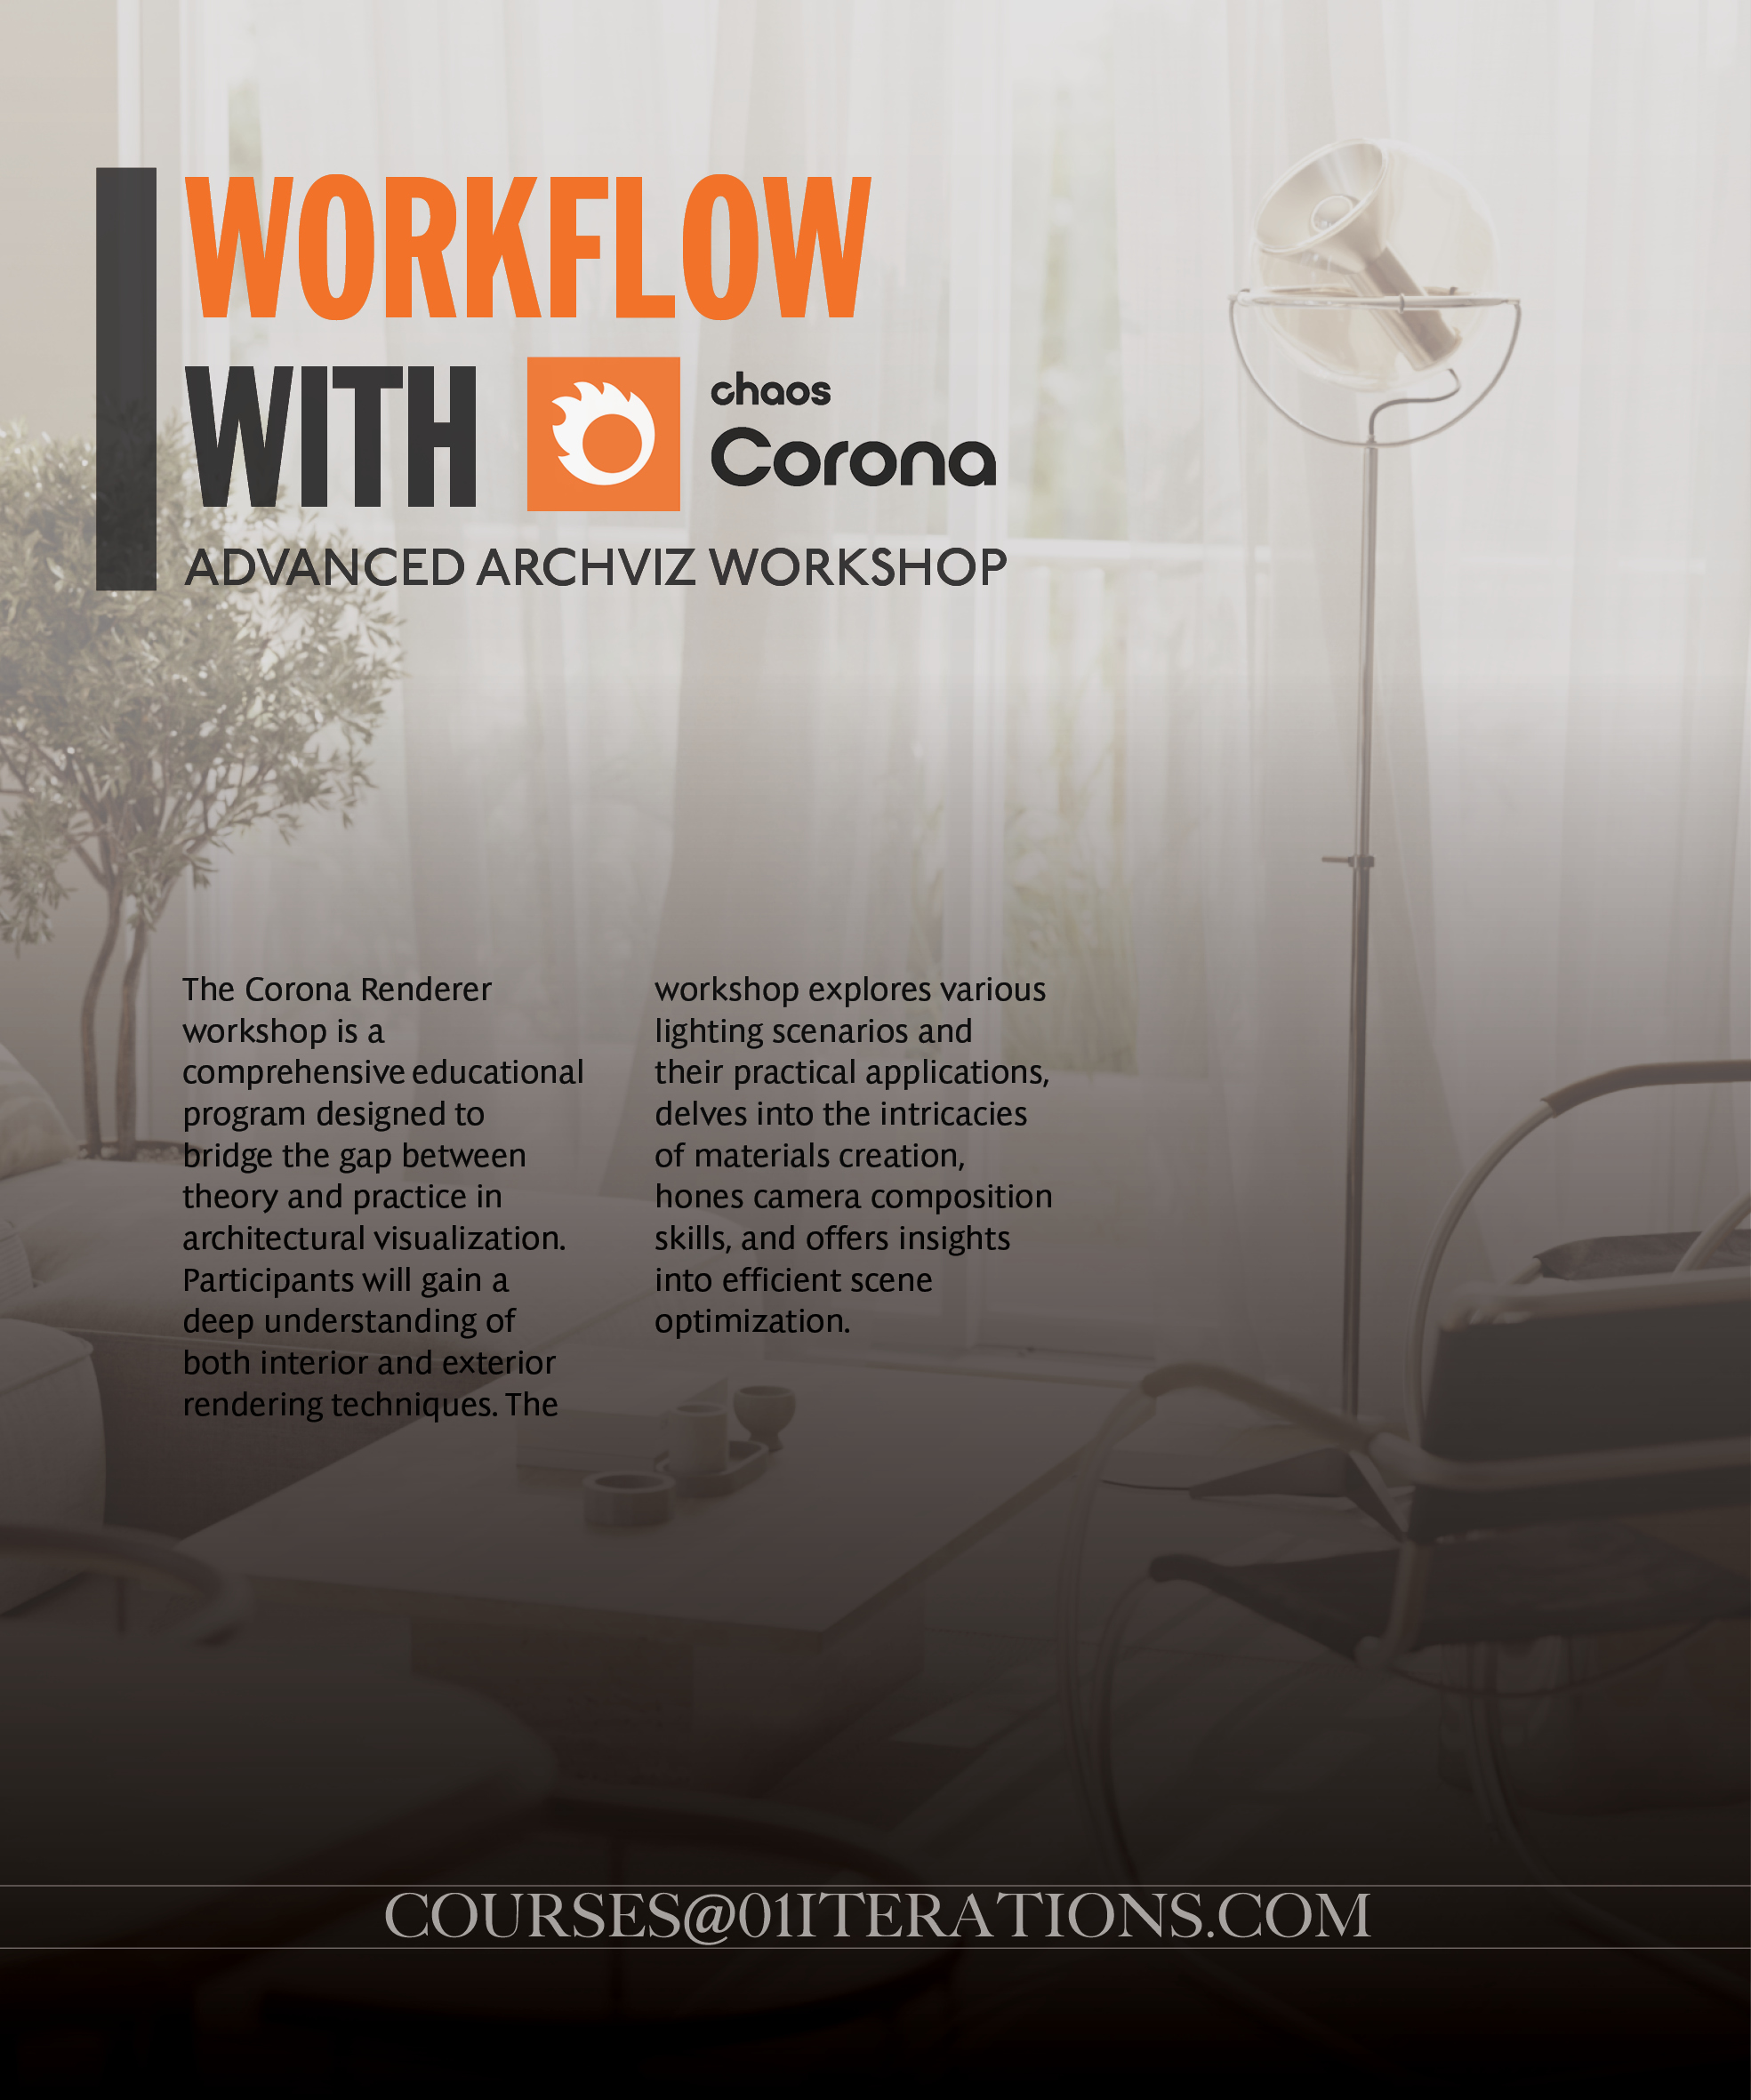 WORKFLOW
WITH chaos
Corona
ADVANCED ARCHVIZ WORKSHOP
The Corona Renderer
workshop is a
comprehensive educational
program designed to
bridge the gap between
theory and practice in
architectural visualization.
Participants will gain a
deep understanding of
both interior and exterior
rendering techniques. The
workshop explores various
lighting scenarios and
their practical applications,
delves into the intricacies
of materials creation,
hones camera composition
skills, and offers insights
into efficient scene
optimization.
COURSES@01ITERATIONS.COM